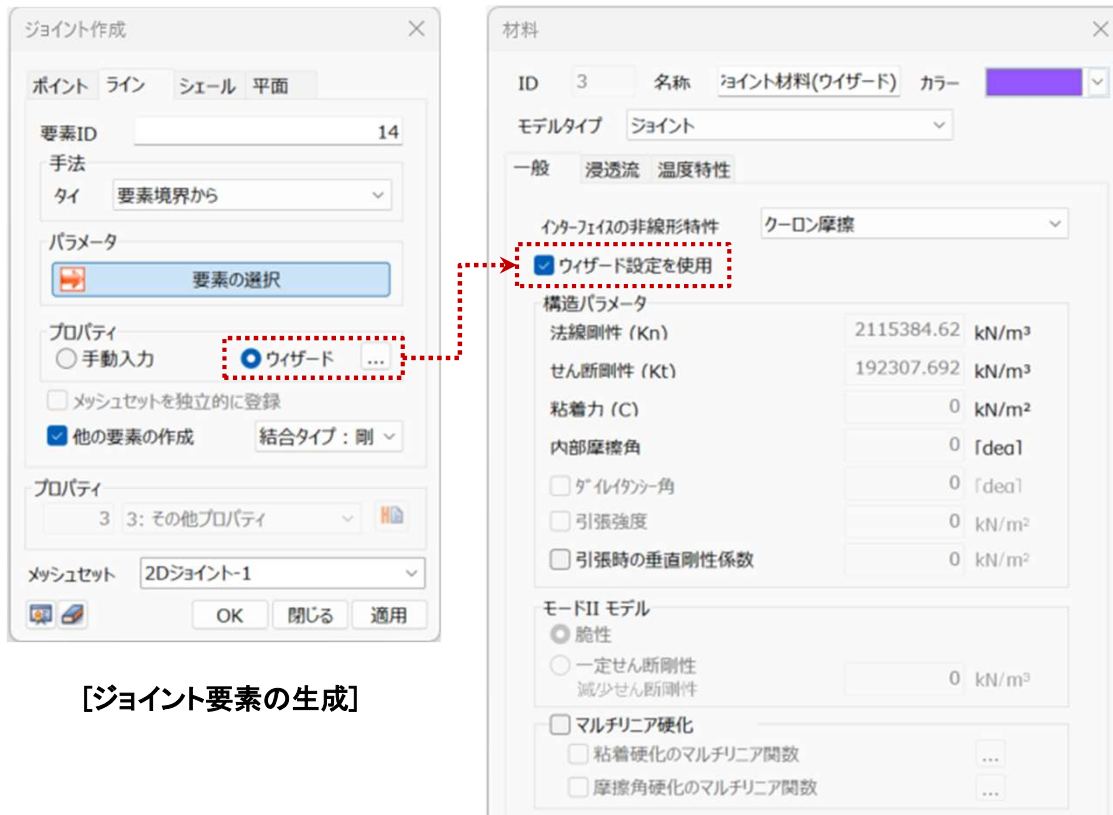 ジョイント作成
ポイント ライン シェール 平面
要素ID 14
手法
タイ 要素境界から
パラメータ
要素の選択
プロパティ
手動入力 ウィザード ...
メッシュセットを独立的に登録
他の要素の作成 結合タイプ：剛
プロパティ
3 3: その他プロパティ
メッシュセット 2Dジョイント-1
OK 閉じる 適用
[ジョイント要素の生成]
材料
ID 3 名称 ジョイント材料(ウィザード) カラー
モデルタイプ ジョイント
一般 浸透流 温度特性
インターフェイスの非線形特性 クーロン摩擦
ウィザード設定を使用
構造パラメータ
法線剛性 (Kn) 2115384.62 kN/m³
せん断剛性 (Kt) 192307.692 kN/m³
粘着力 (C) 0 kN/m²
内部摩擦角 0 [deg]
ダイレイタンシー角 0 [deg]
引張強度 0 kN/m²
引張時の垂直剛性係数 0 kN/m²
モードII モデル
脆性
一定せん断剛性
減少せん断剛性 0 kN/m³
マルチリニア硬化
粘着硬化のマルチリニア関数 ...
摩擦角硬化のマルチリニア関数 ...